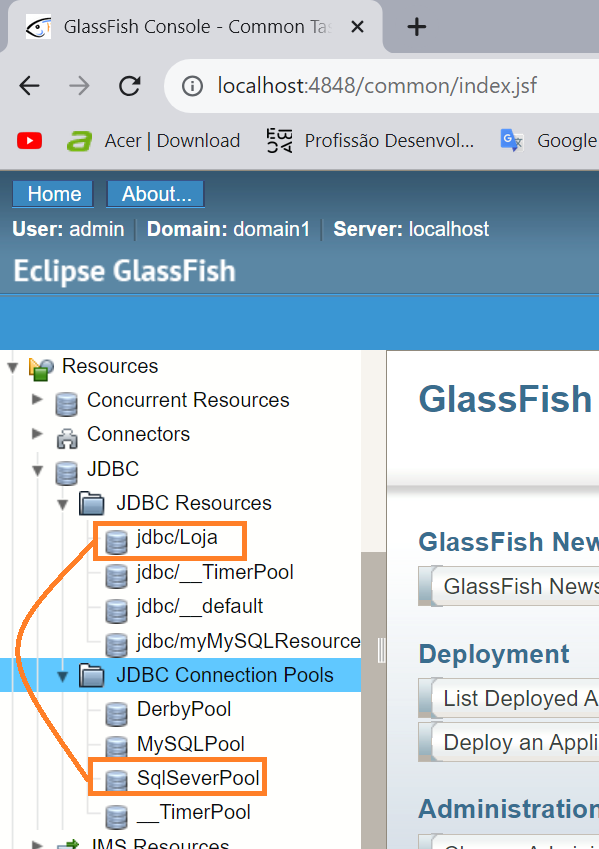 GlassFish Console - Common Tas
localhost:4848/common/index.jsf
Acer | Download
Profissão Desenvol...
Google
Home
About...
User: admin
Domain: domain1
Server: localhost
Eclipse GlassFish
Resources
Concurrent Resources
Connectors
JDBC
JDBC Resources
jdbc/Loja
jdbc/__TimerPool
jdbc/__default
jdbc/myMySQLResource
JDBC Connection Pools
DerbyPool
MySQLPool
SqlSeverPool
__TimerPool
JMS Resources
GlassFish
GlassFish New
GlassFish News
Deployment
List Deployed A
Deploy an Appli
Administration